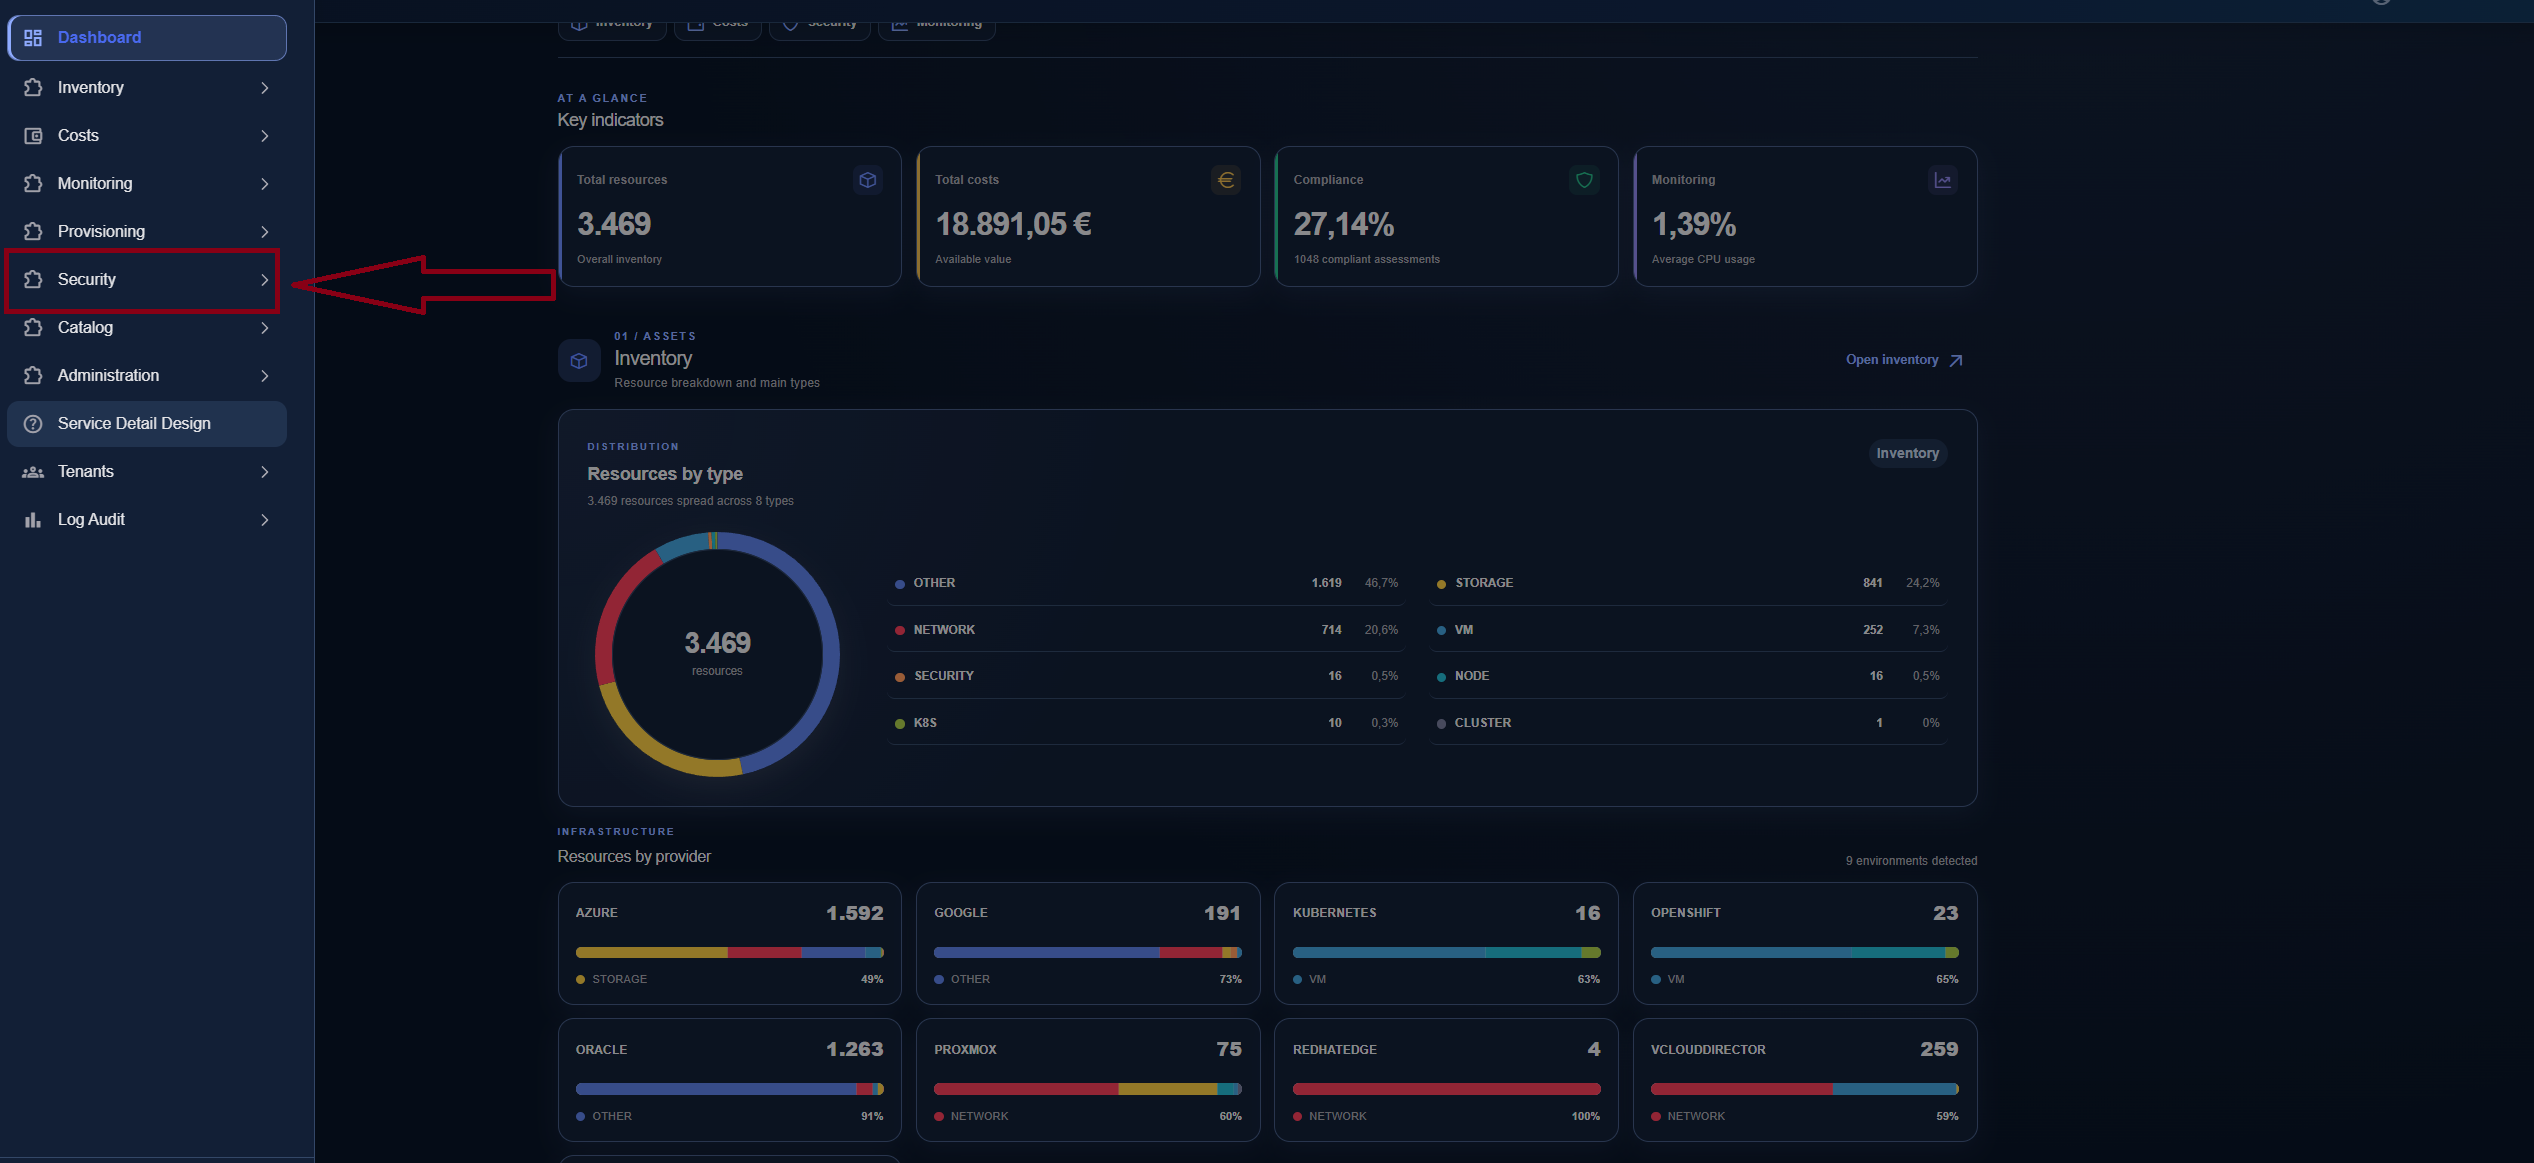 Dashboard
Inventory
Costs
Monitoring
Provisioning
Security
Catalog
Administration
Service Detail Design
Tenants
Log Audit
Inventory
Costs
Security
Monitoring
AT A GLANCE
Key indicators
Total resources
3.469
Overall inventory
Total costs
18.891,05 €
Available value
Compliance
27,14%
1048 compliant assessments
Monitoring
1,39%
Average CPU usage
01 / ASSETS
Inventory
Resource breakdown and main types
Open inventory
DISTRIBUTION
Resources by type
3.469 resources spread across 8 types
Inventory
3.469
resources
OTHER 1.619 46,7%
STORAGE 841 24,2%
NETWORK 714 20,6%
VM 252 7,3%
SECURITY 16 0,5%
NODE 16 0,5%
K8S 10 0,3%
CLUSTER 1 0%
INFRASTRUCTURE
Resources by provider
9 environments detected
AZURE 1.592
STORAGE 49%
GOOGLE 191
OTHER 73%
KUBERNETES 16
VM 63%
OPENSHIFT 23
VM 65%
ORACLE 1.263
OTHER 91%
PROXMOX 75
NETWORK 60%
REDHATEDGE 4
NETWORK 100%
VCLOUDDIRECTOR 259
NETWORK 59%